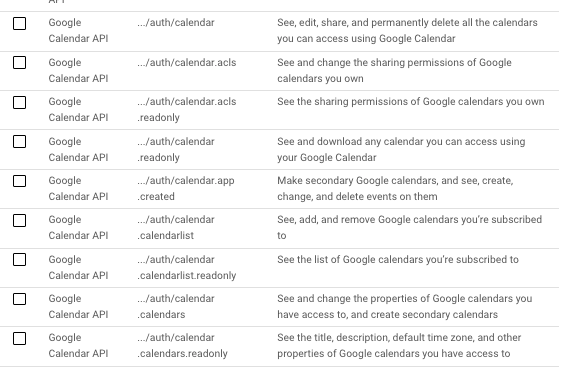 API
Google Calendar API .../auth/calendar See, edit, share, and permanently delete all the calendars
you can access using Google Calendar
Google Calendar API .../auth/calendar.acls See and change the sharing permissions of Google
calendars you own
Google Calendar API .../auth/calendar.acls.readonly See the sharing permissions of Google calendars you own
Google Calendar API .../auth/calendar.readonly See and download any calendar you can access using
your Google Calendar
Google Calendar API .../auth/calendar.app.created Make secondary Google calendars, and see, create,
change, and delete events on them
Google Calendar API .../auth/calendar.calendarlist See, add, and remove Google calendars you're subscribed
to
Google Calendar API .../auth/calendar.calendarlist.readonly See the list of Google calendars you're subscribed to
Google Calendar API .../auth/calendar.calendars See and change the properties of Google calendars you
have access to, and create secondary calendars
Google Calendar API .../auth/calendar.calendars.readonly See the title, description, default time zone, and other
properties of Google calendars you have access to